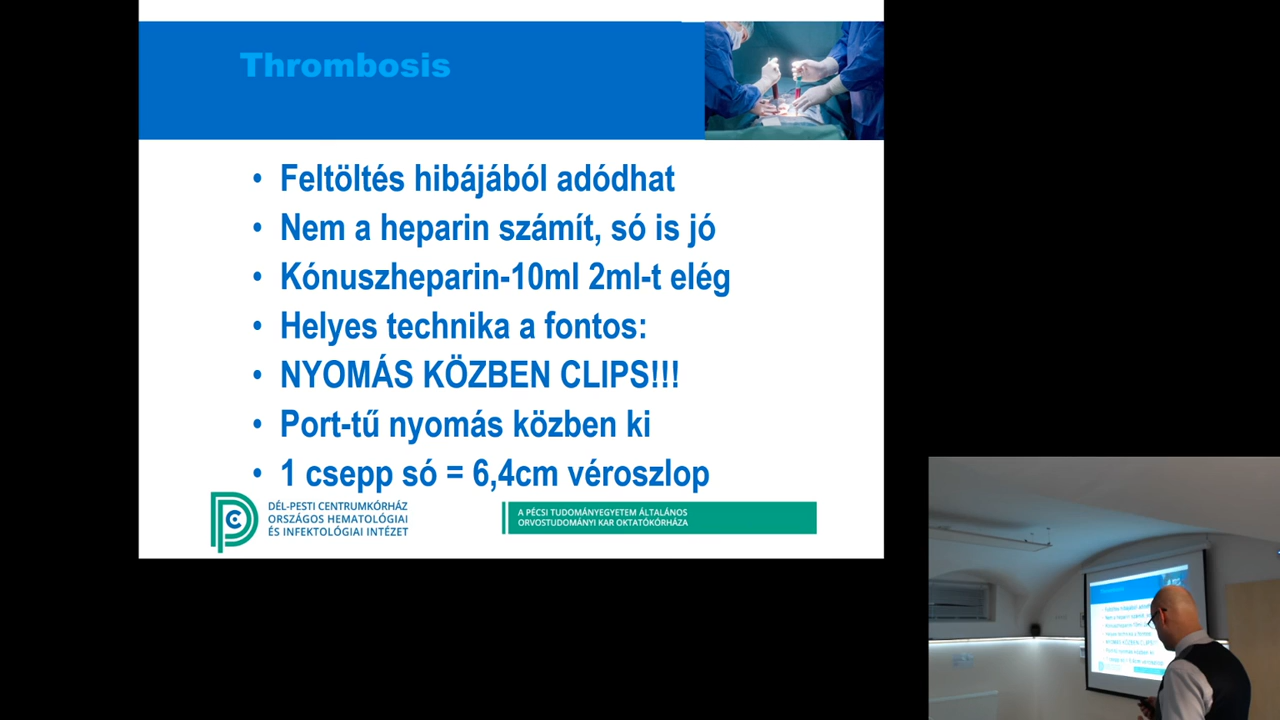 Thrombosis
• Feltöltés hibájából adódhat
• Nem a heparin számít, só is jó
• Kónuszheparin-10ml 2ml-t elég
• Helyes technika a fontos:
• NYOMÁS KÖZBEN CLIPS!!!
• Port-tű nyomás közben ki
• 1 csepp só = 6,4cm véroszlop
DÉL-PESTI CENTRUMKÓRHÁZ
ORSZÁGOS HEMATOLÓGIAI
ÉS INFEKTOLÓGIAI INTÉZET
A PÉCSI TUDOMÁNYEGYETEM ÁLTALÁNOS
ORVOSTUDOMÁNYI KAR OKTATÓKÓRHÁZA